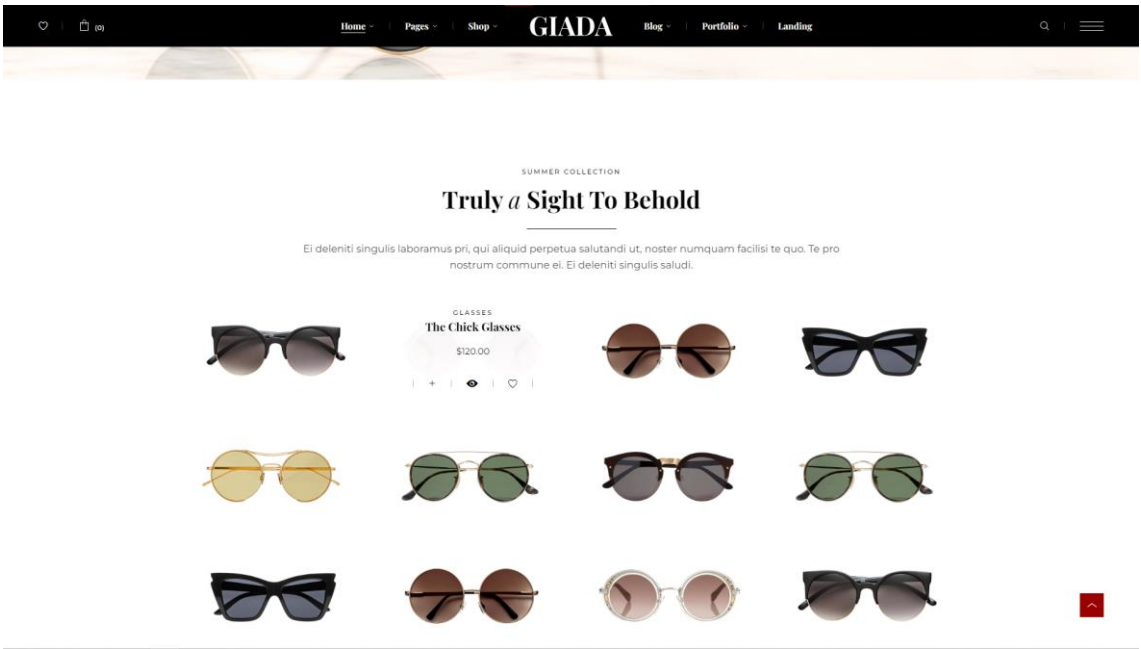 (0)
Home
Pages
Shop
GIADA
Blog
Portfolio
Landing
SUMMER COLLECTION
Truly a Sight To Behold
Ei deleniti singulis laboramus pri, qui aliquid perpetua salutandi ut, noster numquam facilisi te quo. Te pro
nostrum commune ei. Ei deleniti singulis saludi.
GLASSES
The Chick Glasses
$120.00